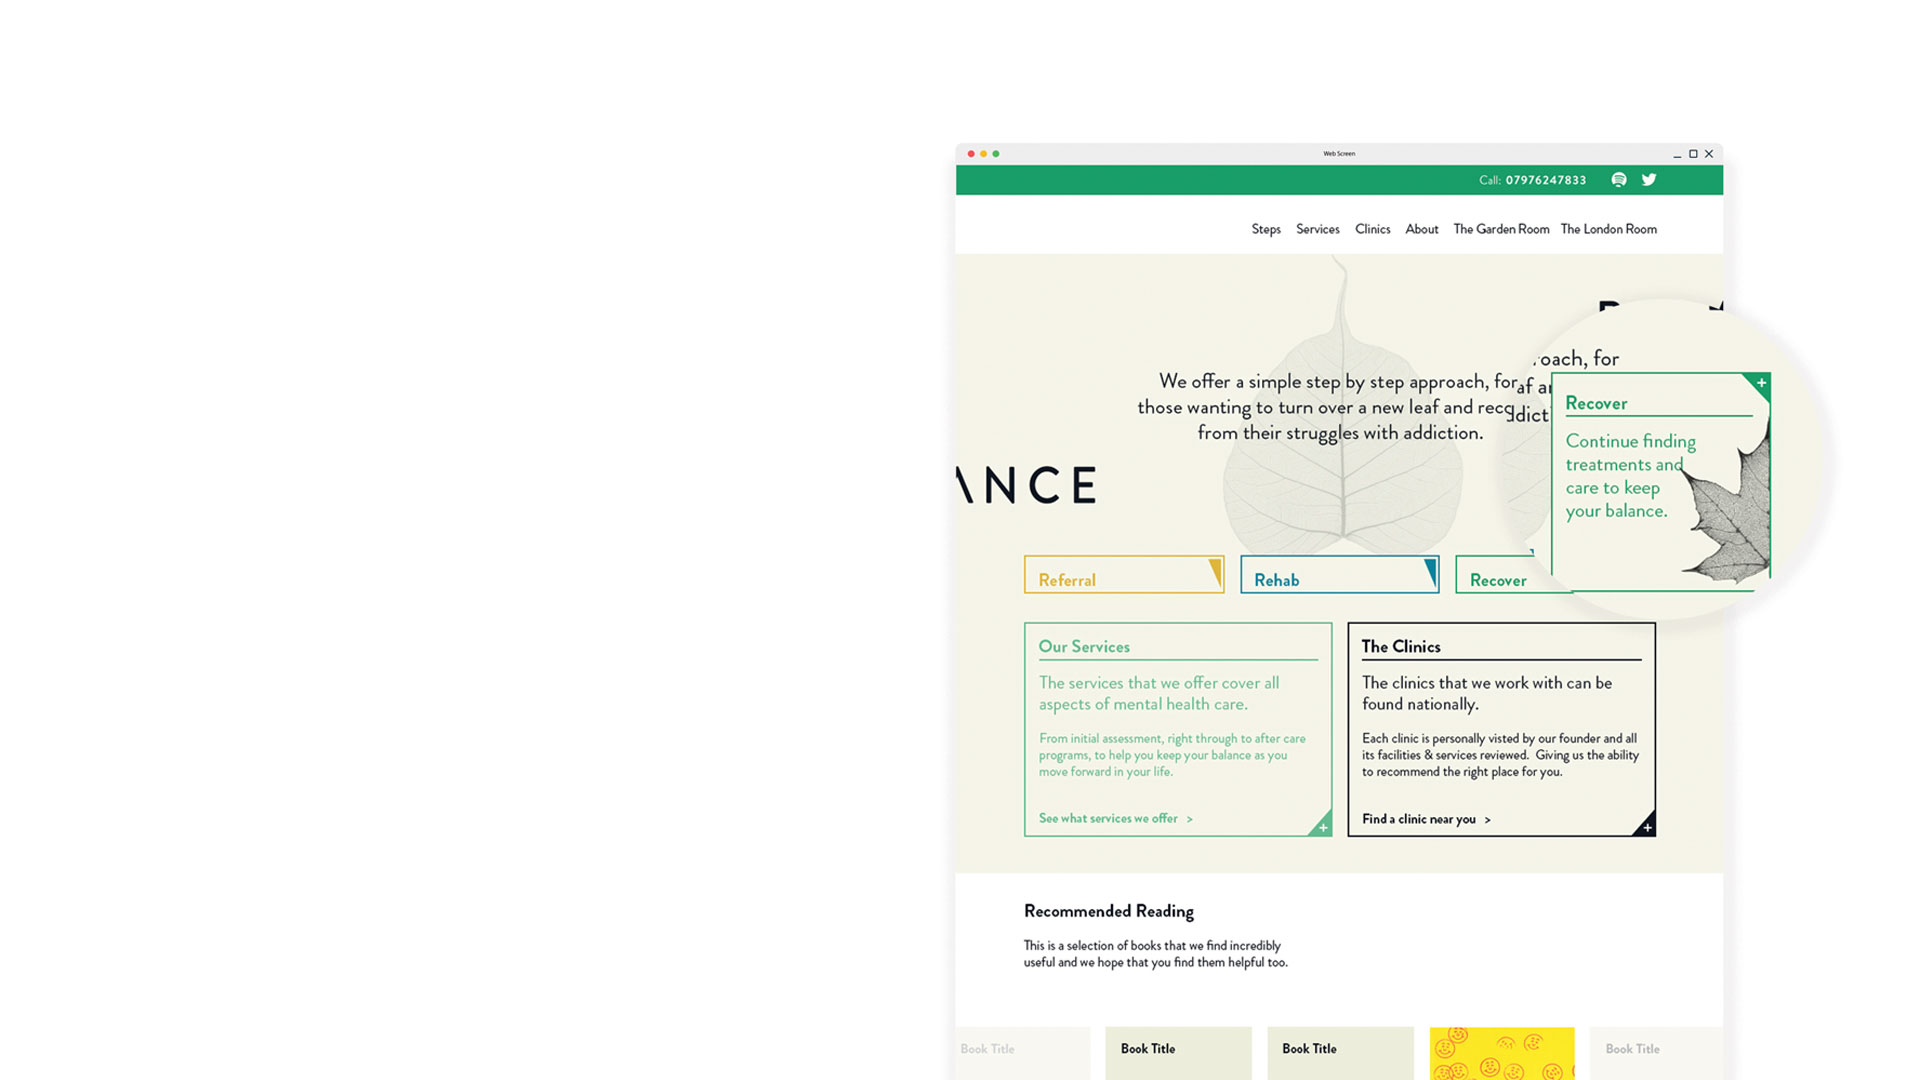 Web Screen
Call: 07976247833
Steps Services Clinics About The Garden Room The London Room
We offer a simple step by step approach, for
those wanting to turn over a new leaf and reco
from their struggles with addiction.
roach, for
af a
ddict
Recover
Continue finding
treatments and
care to keep
your balance.
ANCE
Referral
Rehab
Recover
Our Services
The services that we offer cover all
aspects of mental health care.
From initial assessment, right through to after care
programs, to help you keep your balance as you
move forward in your life.
See what services we offer >
The Clinics
The clinics that we work with can be
found nationally.
Each clinic is personally visted by our founder and all
its facilities & services reviewed. Giving us the ability
to recommend the right place for you.
Find a clinic near you >
Recommended Reading
This is a selection of books that we find incredibly
useful and we hope that you find them helpful too.
Book Title
Book Title
Book Title
Book Title